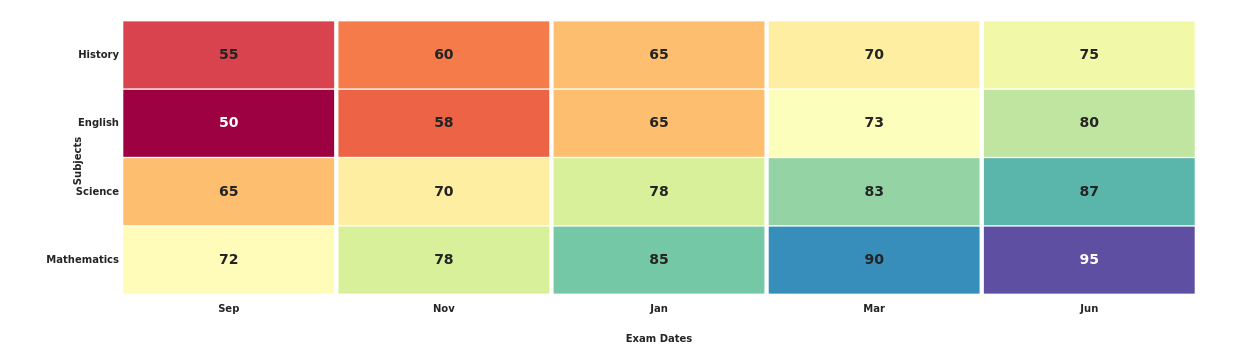 History 55 60 65 70 75
English 50 58 65 73 80
Subjects
Science 65 70 78 83 87
Mathematics 72 78 85 90 95
Sep Nov Jan Mar Jun
Exam Dates